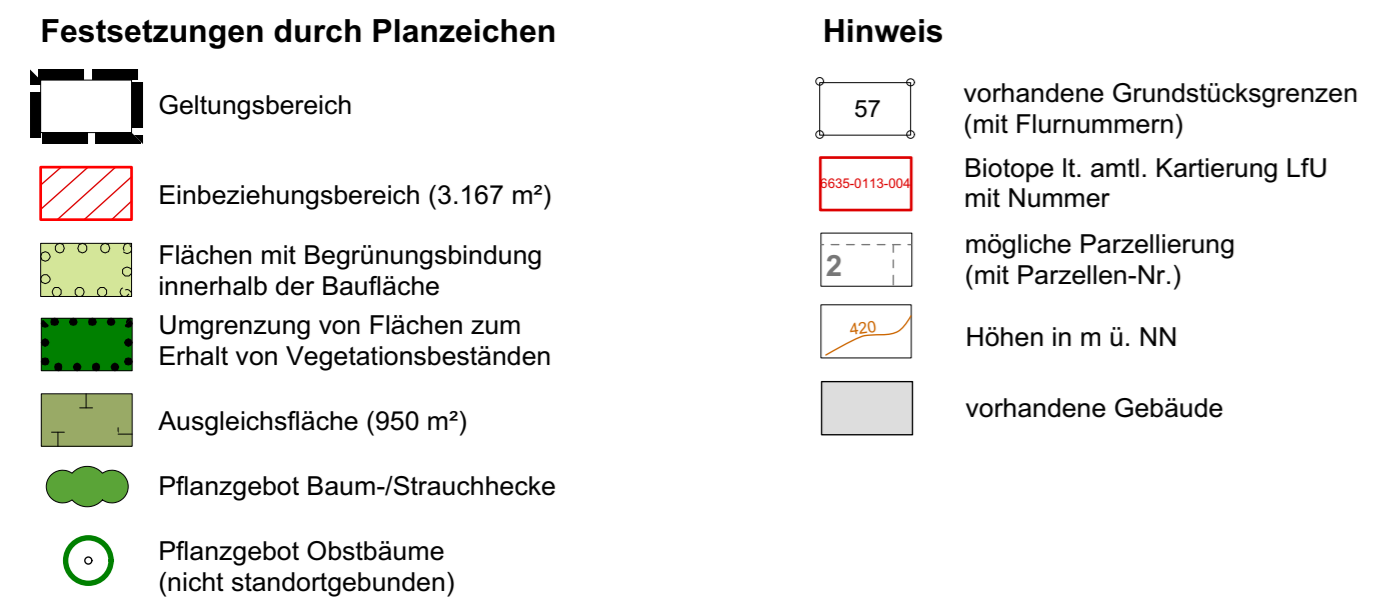 Festsetzungen durch Planzeichen
Geltungsbereich
Einbeziehungsbereich (3.167 m²)
Flächen mit Begrünungsbindung
innerhalb der Baufläche
Umgrenzung von Flächen zum
Erhalt von Vegetationsbeständen
Ausgleichsfläche (950 m²)
Pflanzgebot Baum-/Strauchhecke
Pflanzgebot Obstbäume
(nicht standortgebunden)
Hinweis
57
vorhandene Grundstücksgrenzen
(mit Flurnummern)
6635-0113-004
Biotope lt. amtl. Kartierung LfU
mit Nummer
2
mögliche Parzellierung
(mit Parzellen-Nr.)
420
Höhen in m ü. NN
vorhandene Gebäude